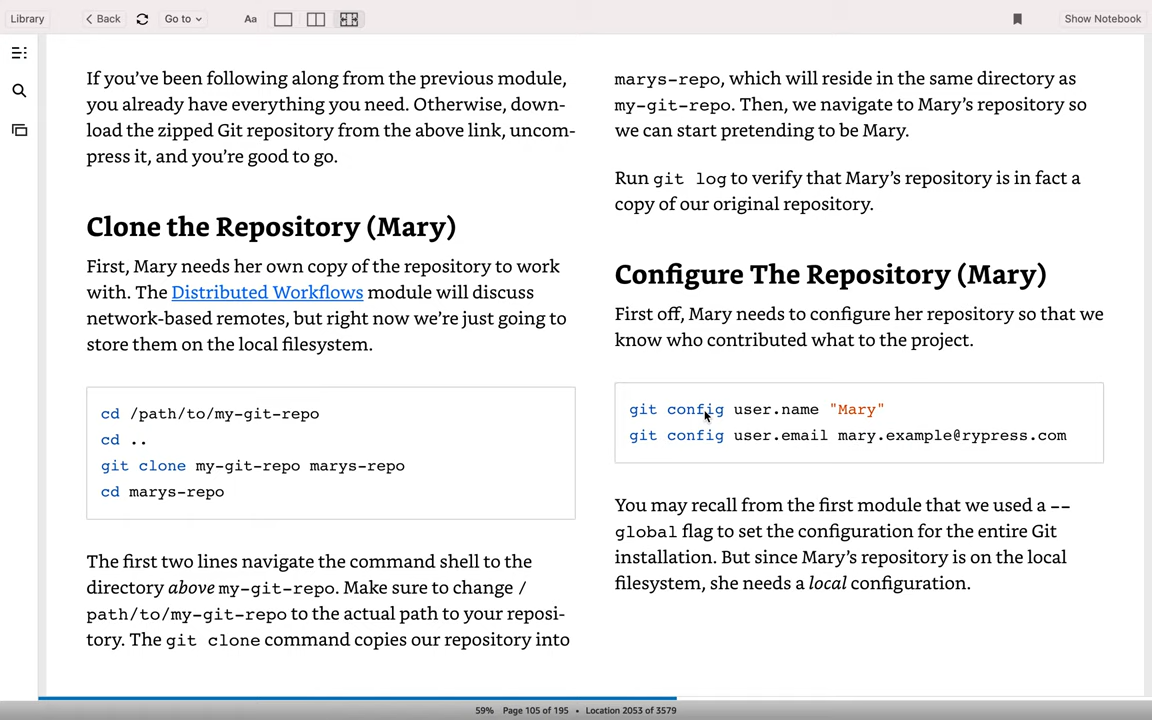 Library
Back
Go to
Aa
Show Notebook
If you’ve been following along from the previous module,
you already have everything you need. Otherwise, down-
load the zipped Git repository from the above link, uncom-
press it, and you’re good to go.
Clone the Repository (Mary)
First, Mary needs her own copy of the repository to work
with. The Distributed Workflows module will discuss
network-based remotes, but right now we’re just going to
store them on the local filesystem.
cd /path/to/my-git-repo
cd ..
git clone my-git-repo marys-repo
cd marys-repo
The first two lines navigate the command shell to the
directory above my-git-repo. Make sure to change /
path/to/my-git-repo to the actual path to your reposi-
tory. The git clone command copies our repository into
marys-repo, which will reside in the same directory as
my-git-repo. Then, we navigate to Mary’s repository so
we can start pretending to be Mary.
Run git log to verify that Mary’s repository is in fact a
copy of our original repository.
Configure The Repository (Mary)
First off, Mary needs to configure her repository so that we
know who contributed what to the project.
git config user.name "Mary"
git config user.email mary.example@rypress.com
You may recall from the first module that we used a --
global flag to set the configuration for the entire Git
installation. But since Mary’s repository is on the local
filesystem, she needs a local configuration.
59% Page 105 of 195 • Location 2053 of 3579